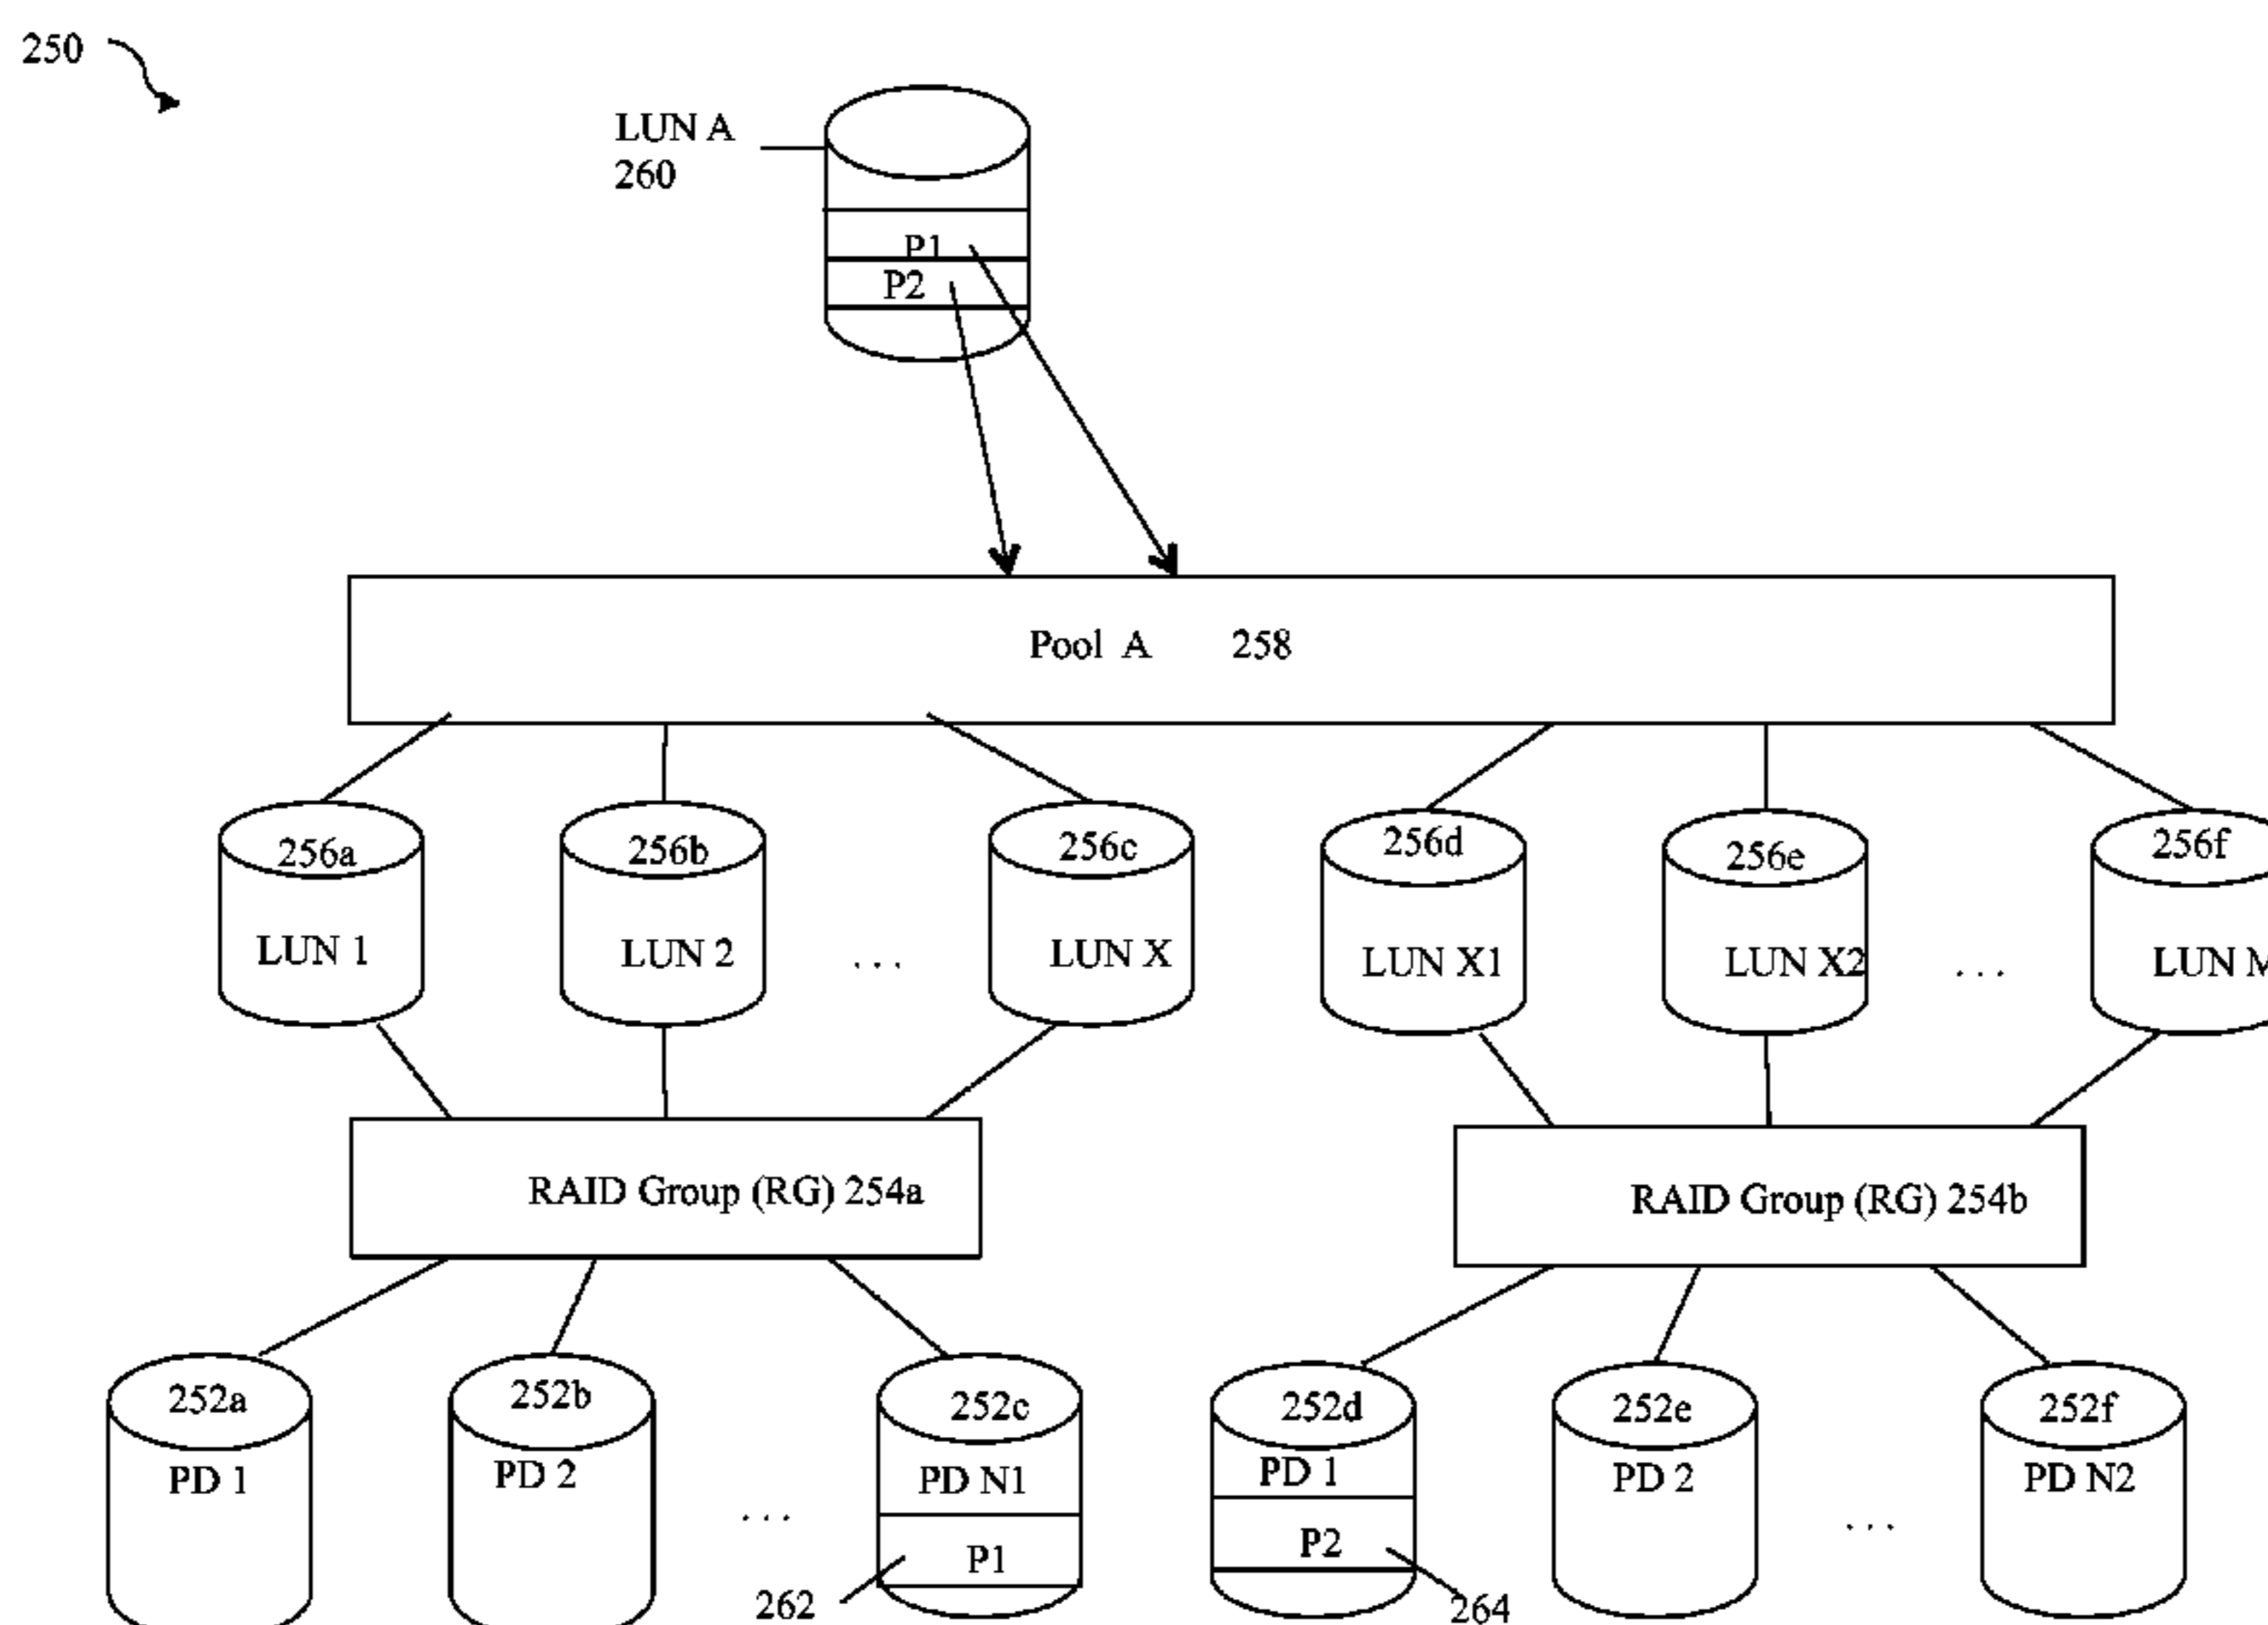 250
LUN A
260
P1
P2
Pool A 258
256a
256b
256c
256d
256e
256f
LUN 1
LUN 2
. . .
LUN X
LUN X1
LUN X2
. . .
LUN M
RAID Group (RG) 254a
RAID Group (RG) 254b
252a
252b
252c
252d
252e
252f
PD 1
PD 2
. . .
PD N1
PD 1
PD 2
. . .
PD N2
P1
P2
262
264